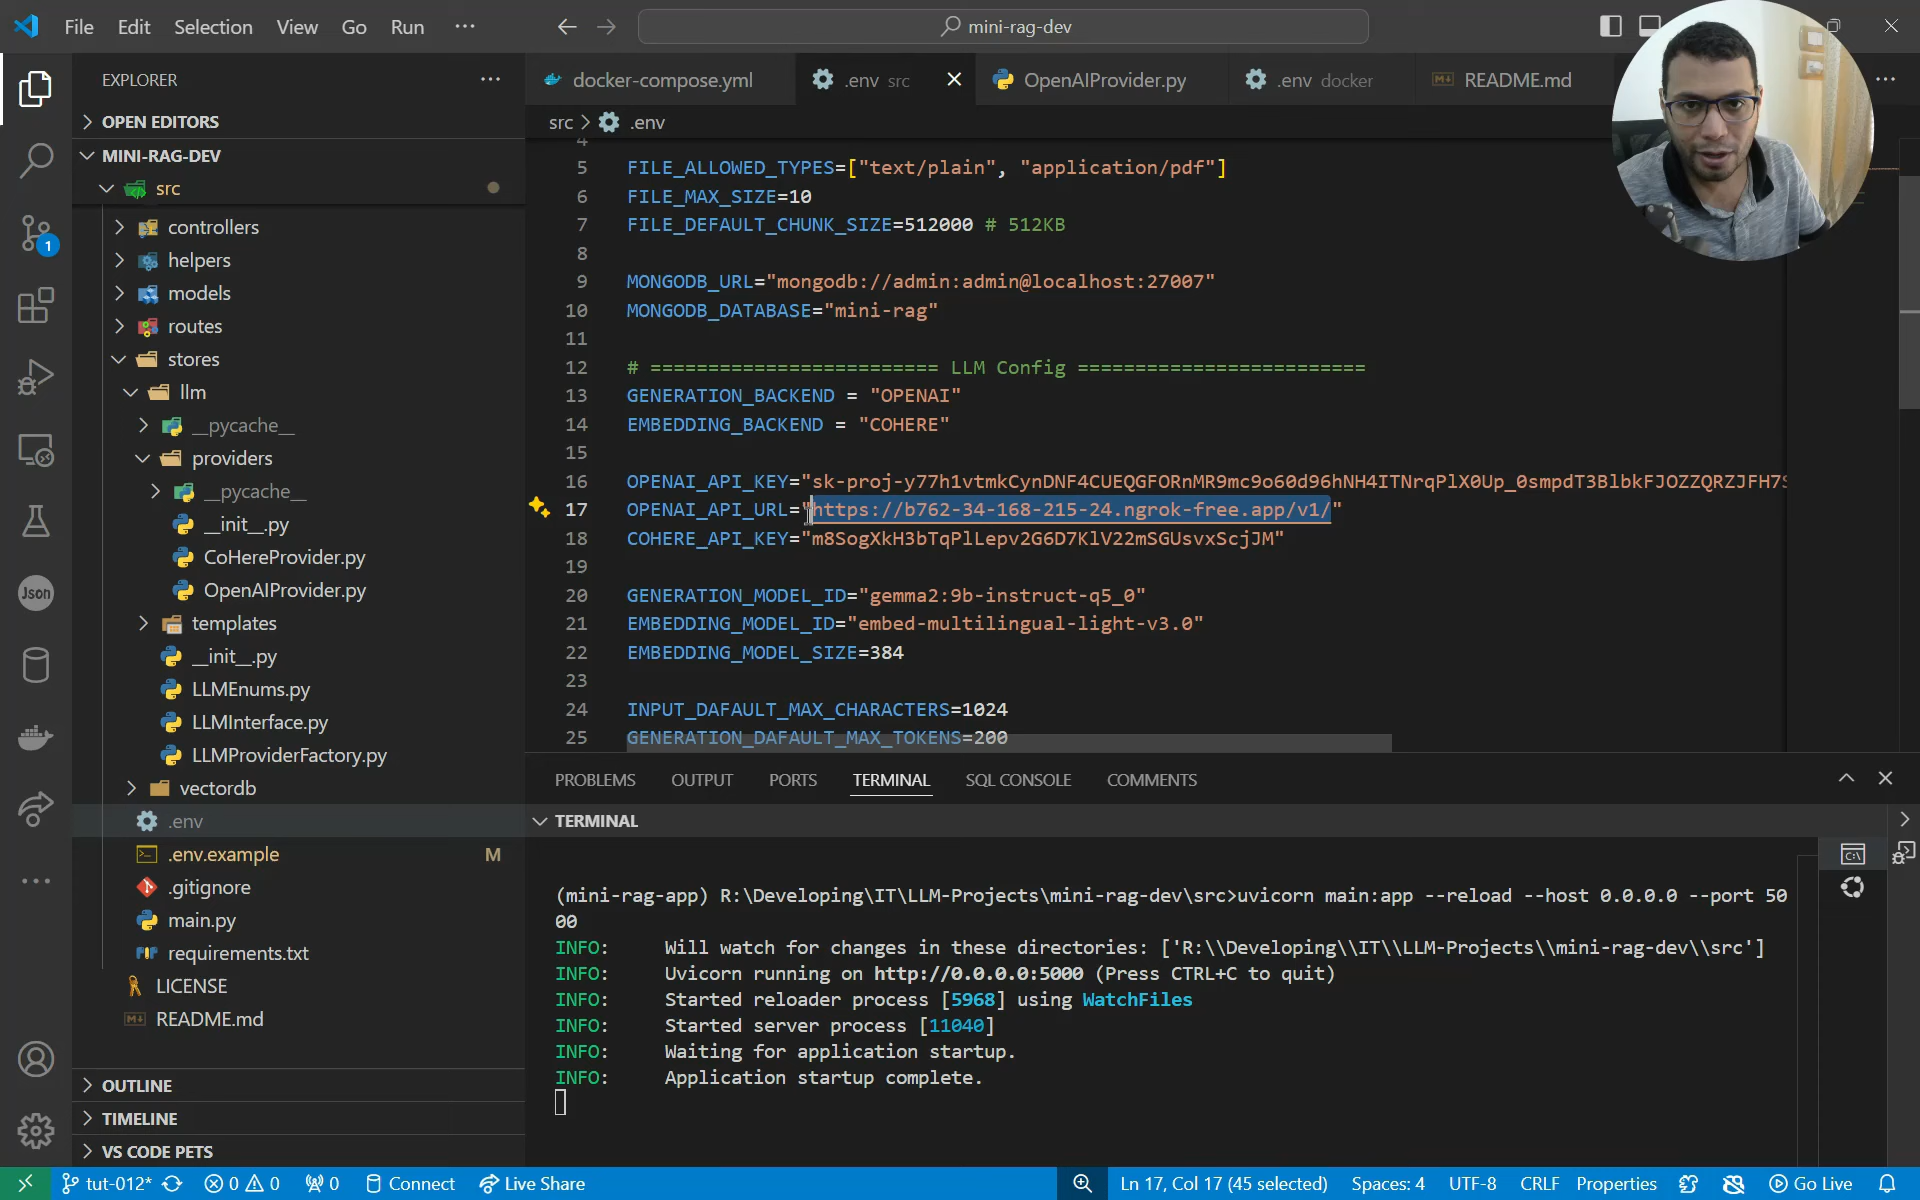 File Edit Selection View Go Run ···
mini-rag-dev
EXPLORER
OPEN EDITORS
MINI-RAG-DEV
src
controllers
helpers
models
routes
stores
llm
__pycache__
providers
__pycache__
__init__.py
CoHereProvider.py
OpenAIProvider.py
templates
__init__.py
LLMEnums.py
LLMInterface.py
LLMProviderFactory.py
vectordb
.env
.env.example M
.gitignore
main.py
requirements.txt
LICENSE
README.md
OUTLINE
TIMELINE
VS CODE PETS
1
Json
docker-compose.yml .env src OpenAIProvider.py .env docker README.md
src > .env
4
5 FILE_ALLOWED_TYPES=["text/plain", "application/pdf"]
6 FILE_MAX_SIZE=10
7 FILE_DEFAULT_CHUNK_SIZE=512000 # 512KB
8
9 MONGODB_URL="mongodb://admin:admin@localhost:27007"
10 MONGODB_DATABASE="mini-rag"
11
12 # ========================= LLM Config =========================
13 GENERATION_BACKEND = "OPENAI"
14 EMBEDDING_BACKEND = "COHERE"
15
16 OPENAI_API_KEY="sk-proj-y77h1vtmkCynDNF4CUEQGFORnMR9mc9o60d96hNH4ITNrqPlX0Up_0smpdT3BlbkFJOZZQRZJFH7S
17 OPENAI_API_URL="https://b762-34-168-215-24.ngrok-free.app/v1/"
18 COHERE_API_KEY="m8SogXkH3bTqPlLepv2G6D7KlV22mSGUsvxScjJM"
19
20 GENERATION_MODEL_ID="gemma2:9b-instruct-q5_0"
21 EMBEDDING_MODEL_ID="embed-multilingual-light-v3.0"
22 EMBEDDING_MODEL_SIZE=384
23
24 INPUT_DAFAULT_MAX_CHARACTERS=1024
25 GENERATION_DAFAULT_MAX_TOKENS=200
PROBLEMS OUTPUT PORTS TERMINAL SQL CONSOLE COMMENTS
TERMINAL
(mini-rag-app) R:\Developing\IT\LLM-Projects\mini-rag-dev\src>uvicorn main:app --reload --host 0.0.0.0 --port 50
00
INFO: Will watch for changes in these directories: ['R:\\Developing\\IT\\LLM-Projects\\mini-rag-dev\\src']
INFO: Uvicorn running on http://0.0.0.0:5000 (Press CTRL+C to quit)
INFO: Started reloader process [5968] using WatchFiles
INFO: Started server process [11040]
INFO: Waiting for application startup.
INFO: Application startup complete.
tut-012* 0 0 0 Connect Live Share Ln 17, Col 17 (45 selected) Spaces: 4 UTF-8 CRLF Properties Go Live